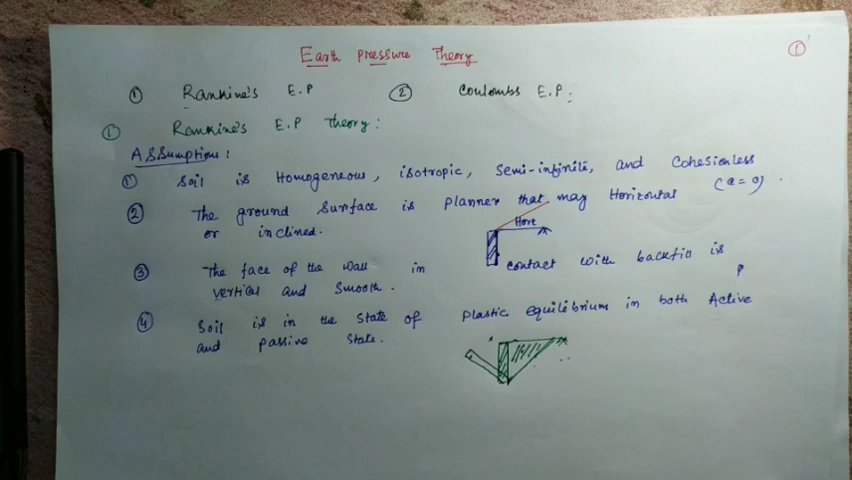 Earth Pressure Theory
1
① Rankine's E.P ② Coulombs E.P:
① Rankine's E.P Theory:
Assumptions:
① Soil is Homogeneous, isotropic, semi-infinite, and Cohesionless
(c = 0).
② The ground surface is planner that may Horizontal
or inclined.
Hori
③ The face of the wall in contact with backfill is
vertical and smooth.
④ Soil is in the state of plastic equilibrium in both Active
and passive state.